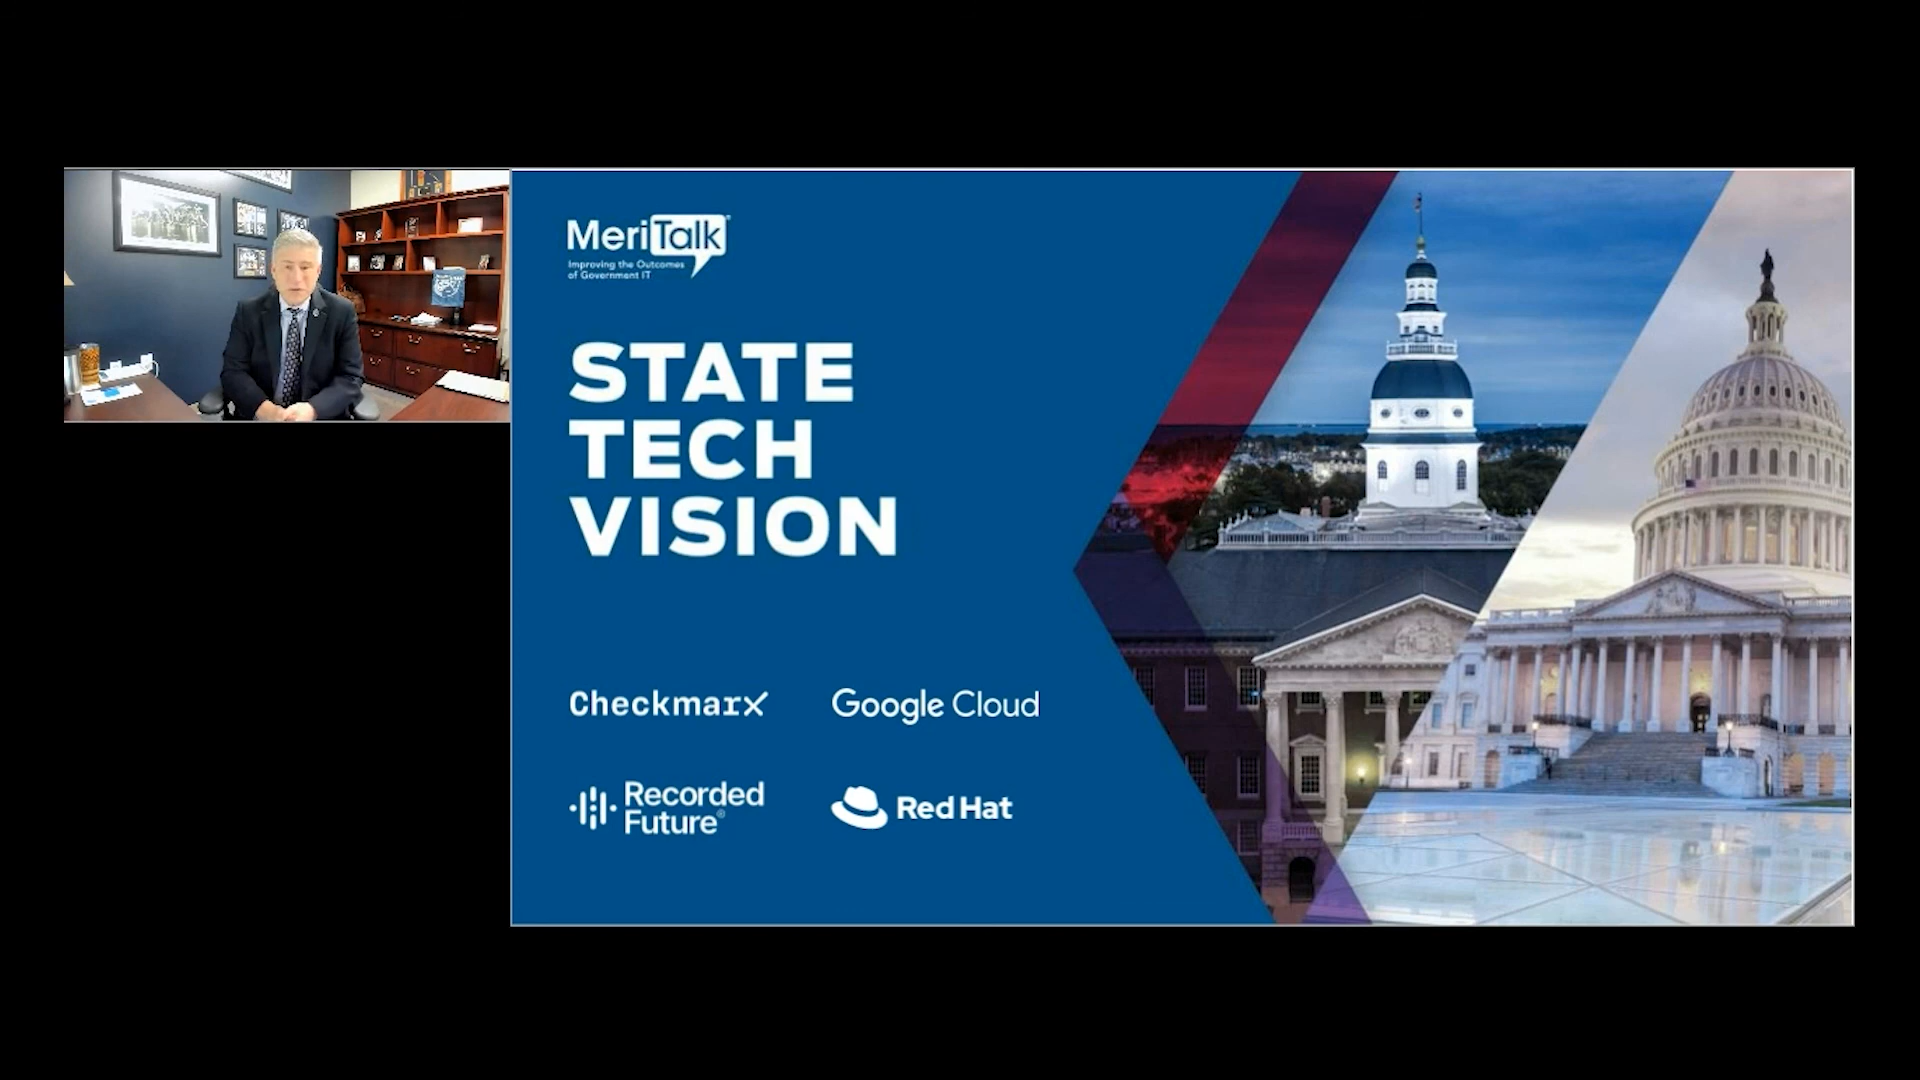 MeriTalk®
Improving the Outcomes
of Government IT
STATE
TECH
VISION
Checkmarx
Google Cloud
Recorded
Future®
Red Hat